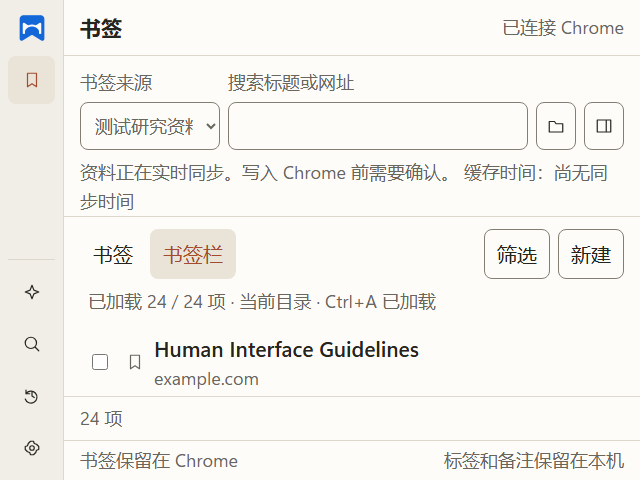 书签
已连接 Chrome
书签来源
搜索标题或网址
测试研究资料
资料正在实时同步。写入 Chrome 前需要确认。 缓存时间：尚无同
步时间
书签
书签栏
筛选
新建
已加载 24 / 24 项 · 当前目录 · Ctrl+A 已加载
Human Interface Guidelines
example.com
24 项
书签保留在 Chrome
标签和备注保留在本机